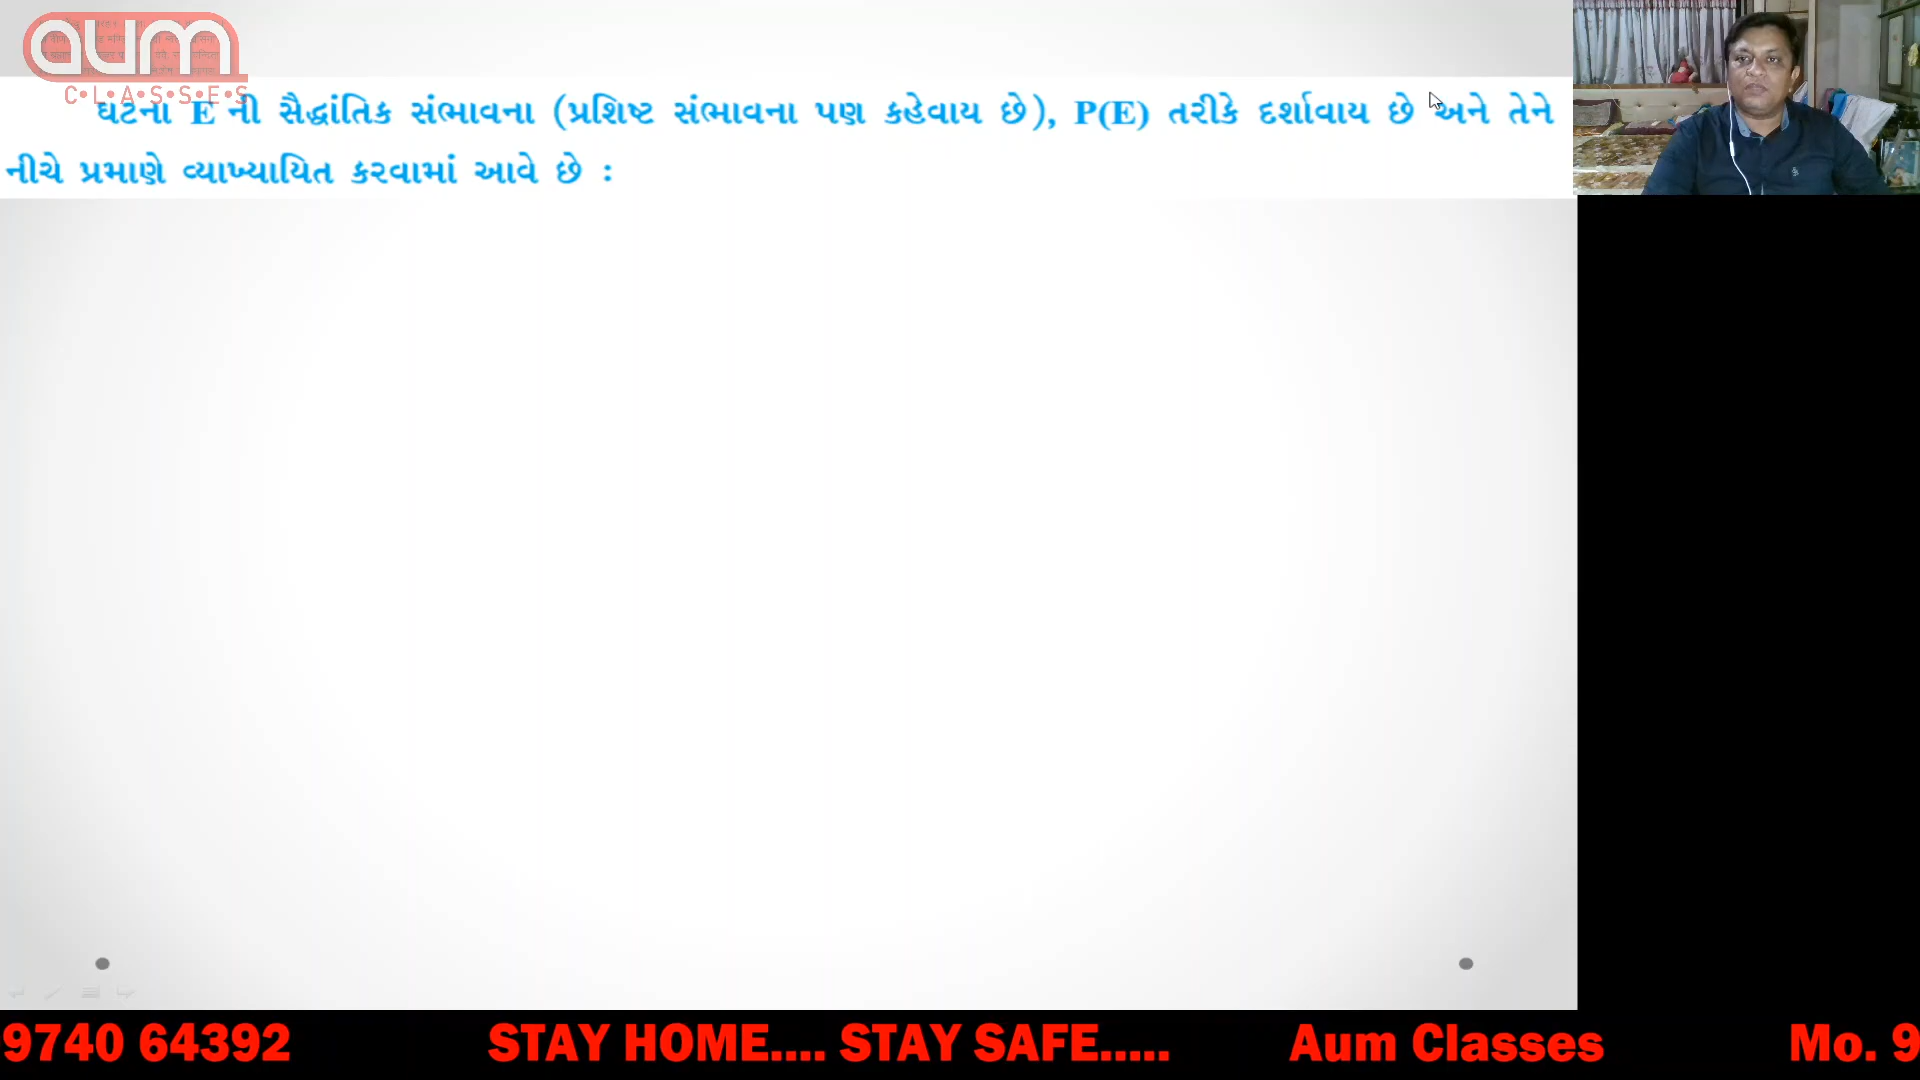 aum
C•L•A•S•S•E•S
ઘટના E ની સૈદ્ધાંતિક સંભાવના (પ્રશિષ્ટ સંભાવના પણ કહેવાય છે), P(E) તરીકે દર્શાવાય છે અને તેને
નીચે પ્રમાણે વ્યાખ્યાયિત કરવામાં આવે છે :
9740 64392 STAY HOME.... STAY SAFE..... Aum Classes Mo. 9